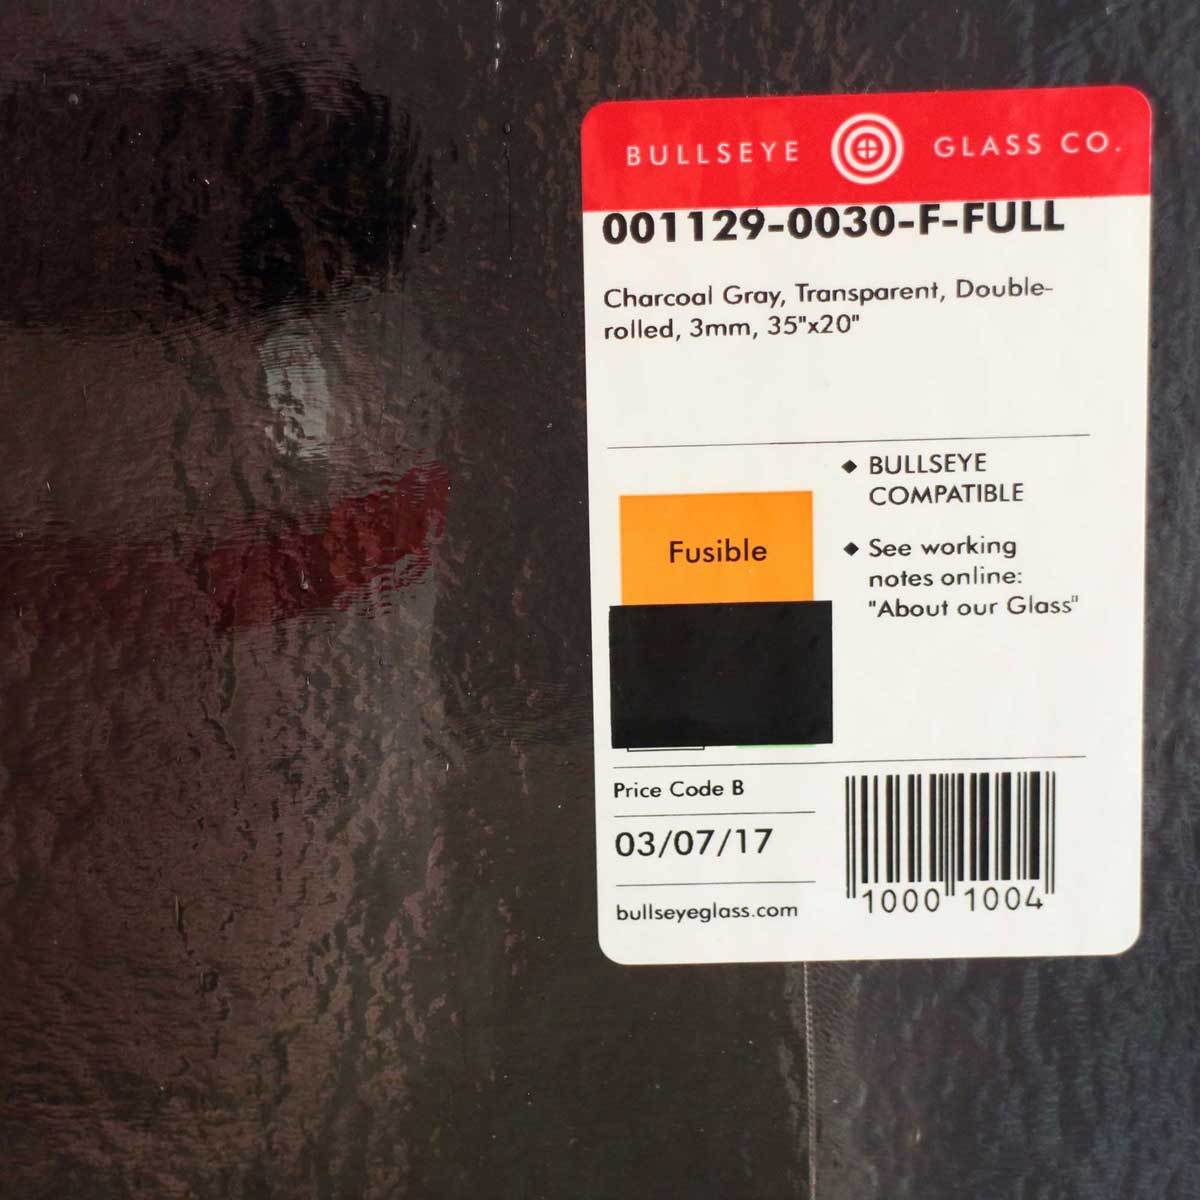 BULLSEYE GLASS CO.
001129-0030-F-FULL
Charcoal Gray, Transparent, Double-
rolled, 3mm, 35"x20"
◆ BULLSEYE
COMPATIBLE
Fusible
◆ See working
notes online:
"About our Glass"
Price Code B
03/07/17
bullseyeglass.com
1000 1004